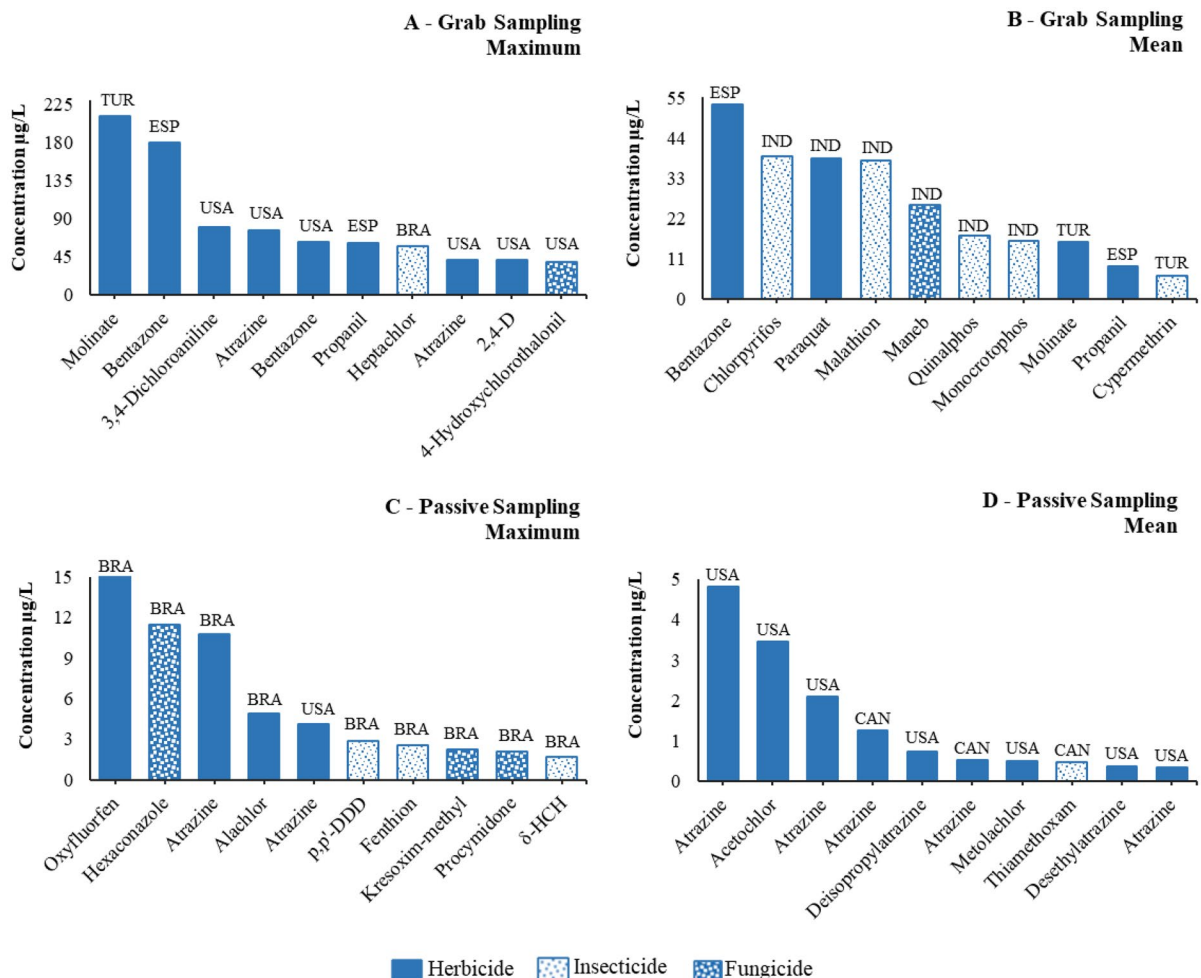 A - Grab Sampling
Maximum
Concentration µg/L
225
180
135
90
45
0
TUR
ESP
USA
USA
USA
ESP
BRA
USA
USA
USA
Molinate
Bentazone
3,4-Dichloroaniline
Atrazine
Bentazone
Propanil
Heptachlor
Atrazine
2,4-D
4-Hydroxychlorothalonil
B - Grab Sampling
Mean
Concentration µg/L
55
44
33
22
11
0
ESP
IND
IND
IND
IND
IND
IND
TUR
ESP
TUR
Bentazone
Chlorpyrifos
Paraquat
Malathion
Maneb
Quinalphos
Monocrotophos
Molinate
Propanil
Cypermethrin
C - Passive Sampling
Maximum
Concentration µg/L
15
12
9
6
3
0
BRA
BRA
BRA
BRA
USA
BRA
BRA
BRA
BRA
BRA
Oxyfluorfen
Hexaconazole
Atrazine
Alachlor
Atrazine
p,p'-DDD
Fenthion
Kresoxim-methyl
Procymidone
δ-HCH
D - Passive Sampling
Mean
Concentration µg/L
5
4
3
2
1
0
USA
USA
USA
CAN
USA
CAN
USA
CAN
USA
USA
Atrazine
Acetochlor
Atrazine
Atrazine
Deisopropylatrazine
Atrazine
Metolachlor
Thiamethoxam
Desethylatrazine
Atrazine
Herbicide Insecticide Fungicide